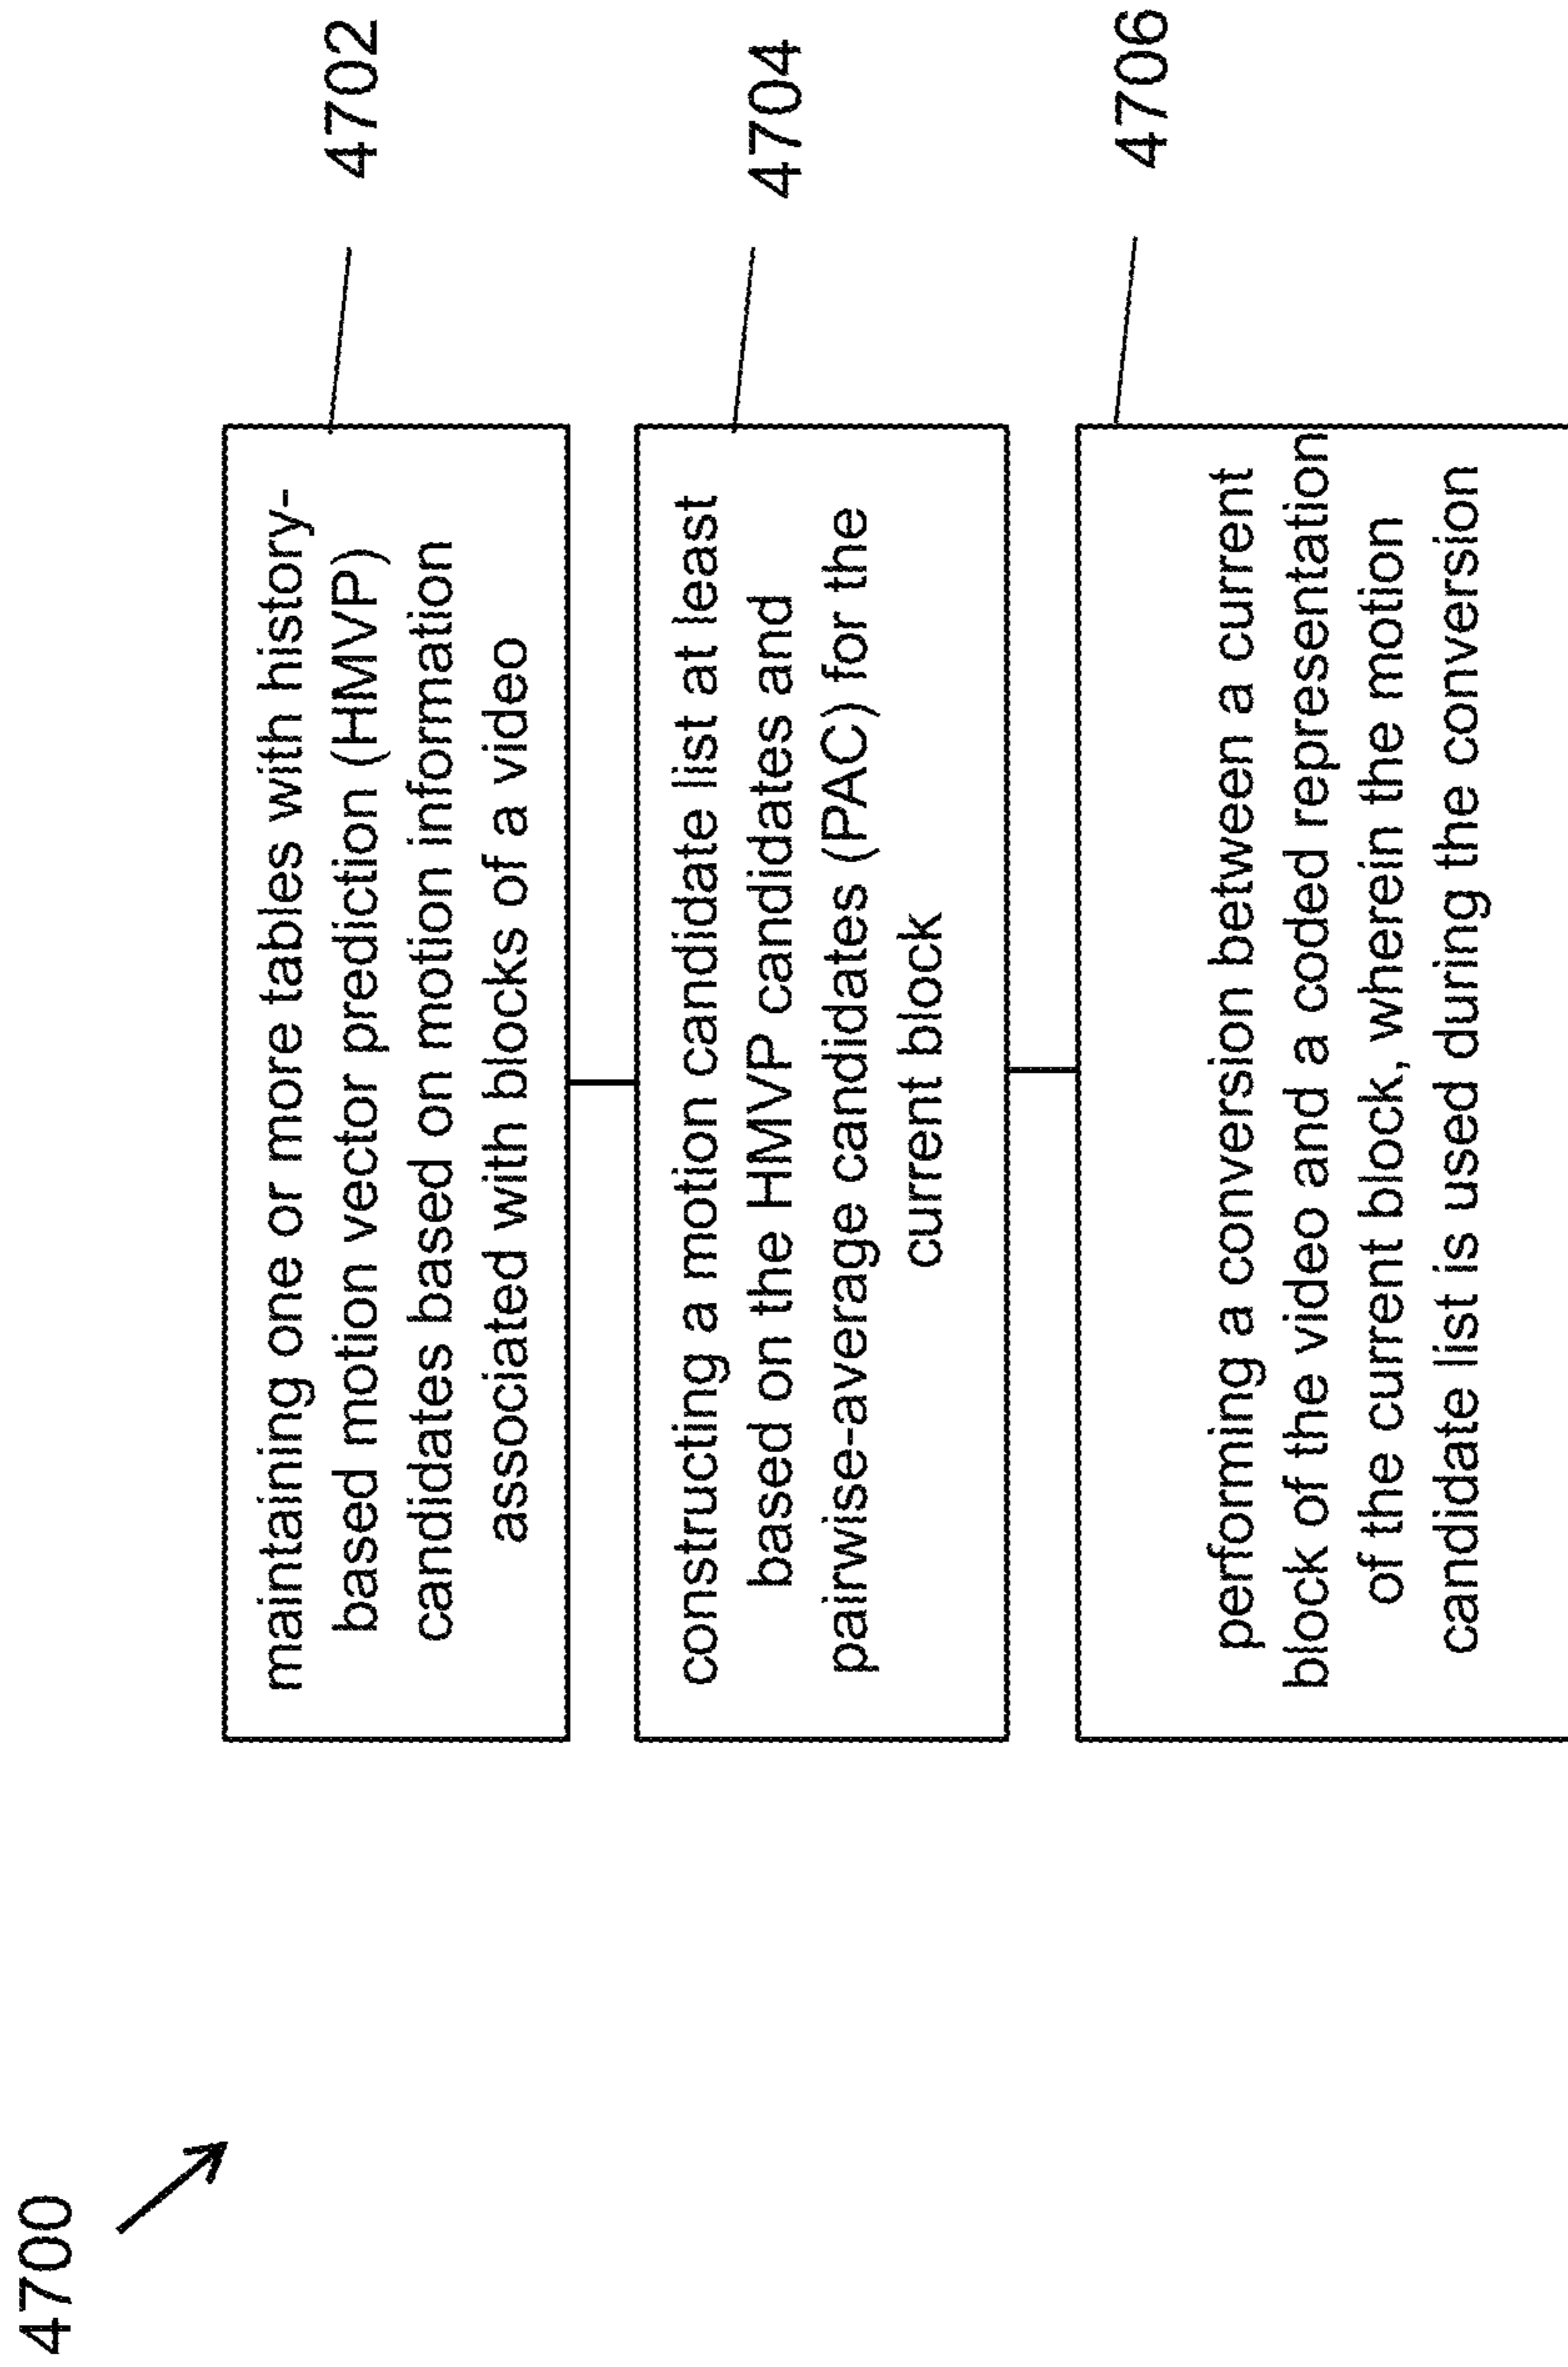 4700
maintaining one or more tables with history-
based motion vector prediction (HMVP)
candidates based on motion information
associated with blocks of a video
4702
constructing a motion candidate list at least
based on the HMVP candidates and
pairwise-average candidates (PAC) for the
current block
4704
performing a conversion between a current
block of the video and a coded representation
of the current block, wherein the motion
candidate list is used during the conversion
4706